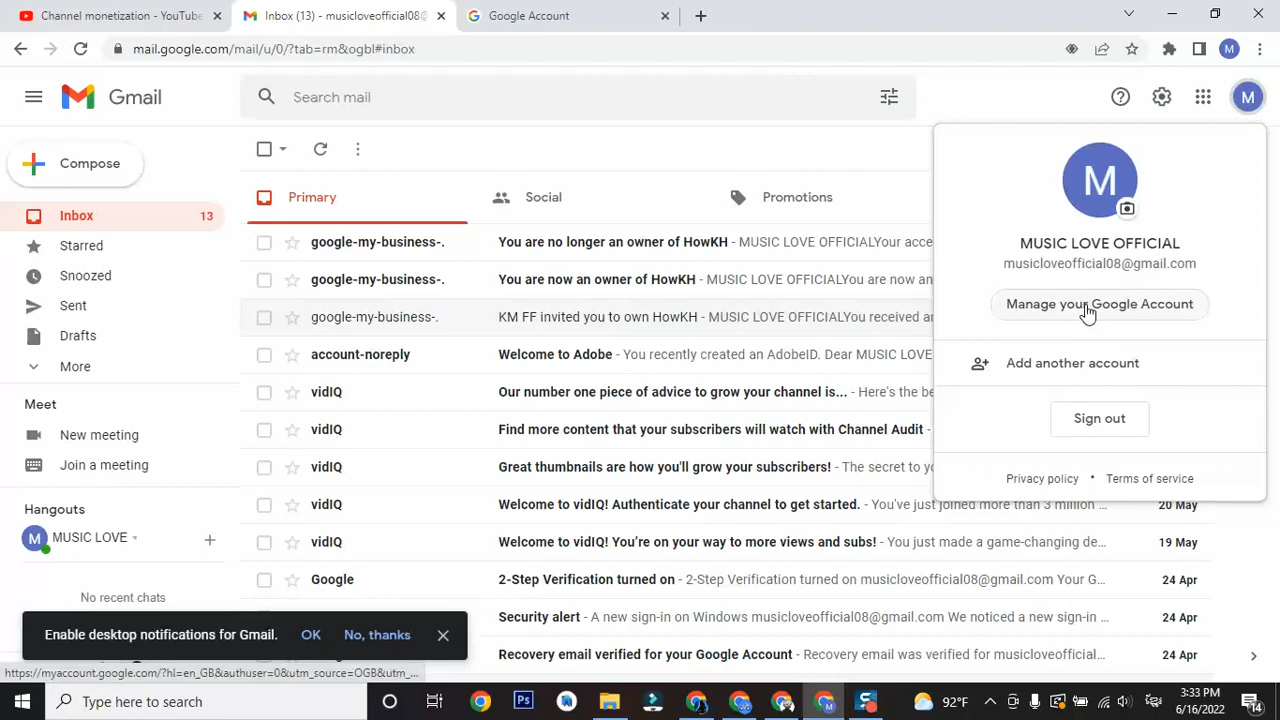 Channel monetization - YouTube
Inbox (13) - musicloveofficial08@
Google Account
mail.google.com/mail/u/0/?tab=rm&ogbl#inbox
M
Gmail
Search mail
M
Compose
Primary
Social
Promotions
Inbox 13
Starred
Snoozed
Sent
Drafts
More
Meet
New meeting
Join a meeting
Hangouts
M MUSIC LOVE
No recent chats
google-my-business-. You are no longer an owner of HowKH - MUSIC LOVE OFFICIALYour acce
google-my-business-. You are now an owner of HowKH - MUSIC LOVE OFFICIALYou are now an
google-my-business-. KM FF invited you to own HowKH - MUSIC LOVE OFFICIALYou received an
account-noreply Welcome to Adobe - You recently created an AdobeID. Dear MUSIC LOVE
vidIQ Our number one piece of advice to grow your channel is... - Here's the be
vidIQ Find more content that your subscribers will watch with Channel Audit -
vidIQ Great thumbnails are how you'll grow your subscribers! - The secret to y
vidIQ Welcome to vidIQ! Authenticate your channel to get started. - You've just joined more than 3 million ... 20 May
vidIQ Welcome to vidIQ! You're on your way to more views and subs! - You just made a game-changing de... 19 May
Google 2-Step Verification turned on - 2-Step Verification turned on musicloveofficial08@gmail.com Your G... 24 Apr
Security alert - A new sign-in on Windows musicloveofficial08@gmail.com We noticed a new sign-in ... 24 Apr
Recovery email verified for your Google Account - Recovery email was verified for musicloveofficial08@gmail.com... 24 Apr
M
MUSIC LOVE OFFICIAL
musicloveofficial08@gmail.com
Manage your Google Account
Add another account
Sign out
Privacy policy • Terms of service
Enable desktop notifications for Gmail. OK No, thanks
https://myaccount.google.com/?hl=en_GB&authuser=0&utm_source=OGB&utm_...
Type here to search
Ps
M
S
92°F
3:33 PM
6/16/2022
14